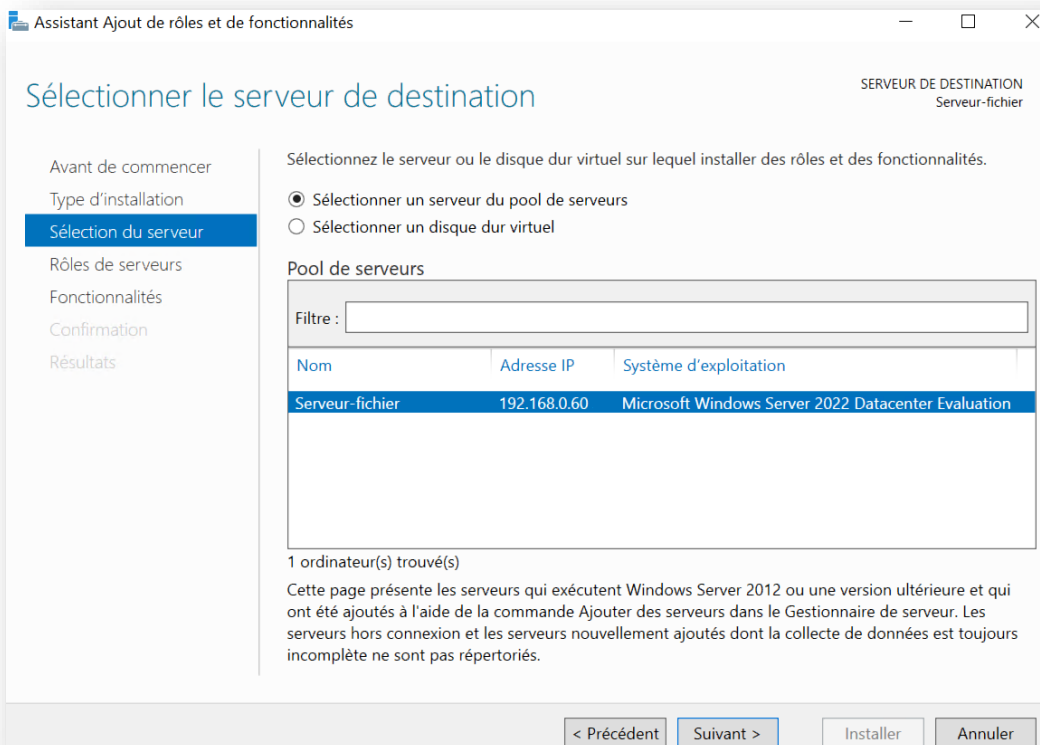 Assistant Ajout de rôles et de fonctionnalités
Sélectionner le serveur de destination
SERVEUR DE DESTINATION
Serveur-fichier
Avant de commencer
Type d'installation
Sélection du serveur
Rôles de serveurs
Fonctionnalités
Confirmation
Résultats
Sélectionnez le serveur ou le disque dur virtuel sur lequel installer des rôles et des fonctionnalités.
Sélectionner un serveur du pool de serveurs
Sélectionner un disque dur virtuel
Pool de serveurs
Filtre :
Nom Adresse IP Système d'exploitation
Serveur-fichier 192.168.0.60 Microsoft Windows Server 2022 Datacenter Evaluation
1 ordinateur(s) trouvé(s)
Cette page présente les serveurs qui exécutent Windows Server 2012 ou une version ultérieure et qui
ont été ajoutés à l'aide de la commande Ajouter des serveurs dans le Gestionnaire de serveur. Les
serveurs hors connexion et les serveurs nouvellement ajoutés dont la collecte de données est toujours
incomplète ne sont pas répertoriés.
< Précédent Suivant > Installer Annuler